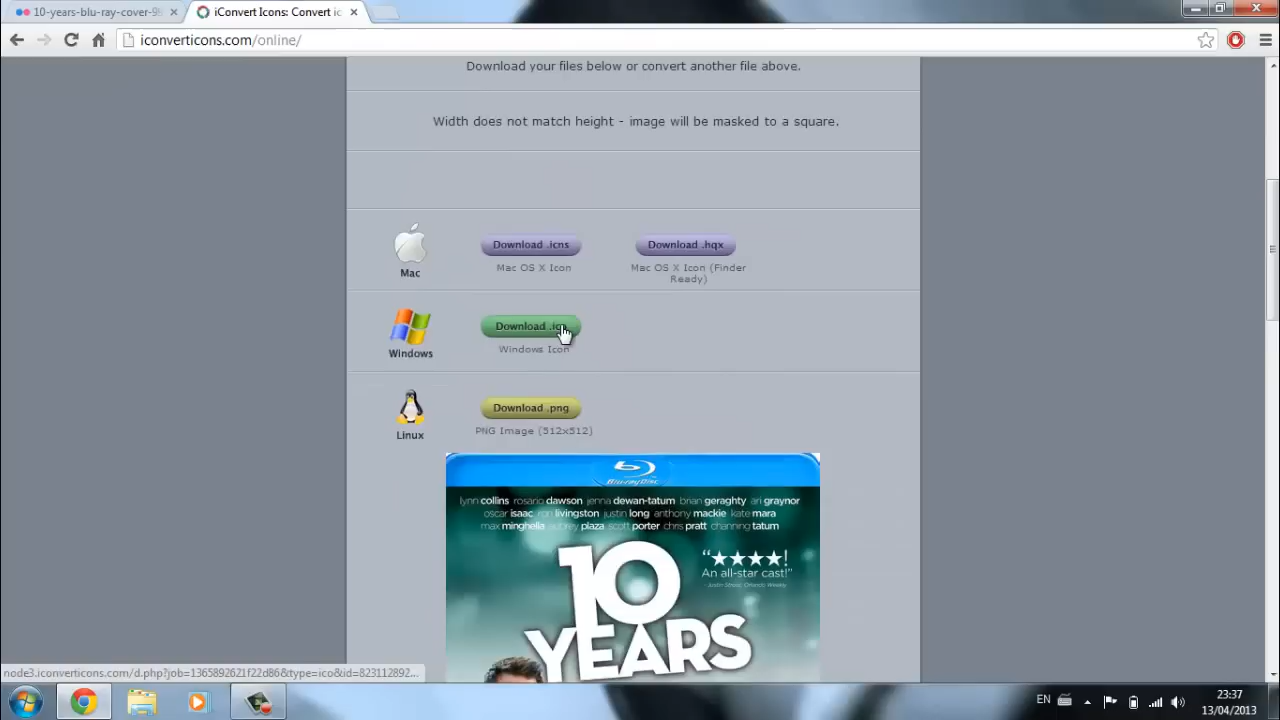 10-years-blu-ray-cover-98
iConvert Icons: Convert ic
iconverticons.com/online/
Download your files below or convert another file above.
Width does not match height - image will be masked to a square.
Mac
Download .icns
Mac OS X Icon
Download .hqx
Mac OS X Icon (Finder
Ready)
Windows
Download
Windows Icon
Linux
Download .png
PNG Image (512x512)
Blu-ray Disc
lynn collins rosario dawson jenna dewan-tatum brian geraghty ari graynor
oscar isaac ron livingston justin long anthony mackie kate mara
max minghella aubrey plaza scott porter chris pratt channing tatum
"★★★★!
An all-star cast!"
10
YEARS
node3.iconverticons.com/d.php?job=1365892621f22d86&type=ico&id=823112892...
EN
23:37
13/04/2013